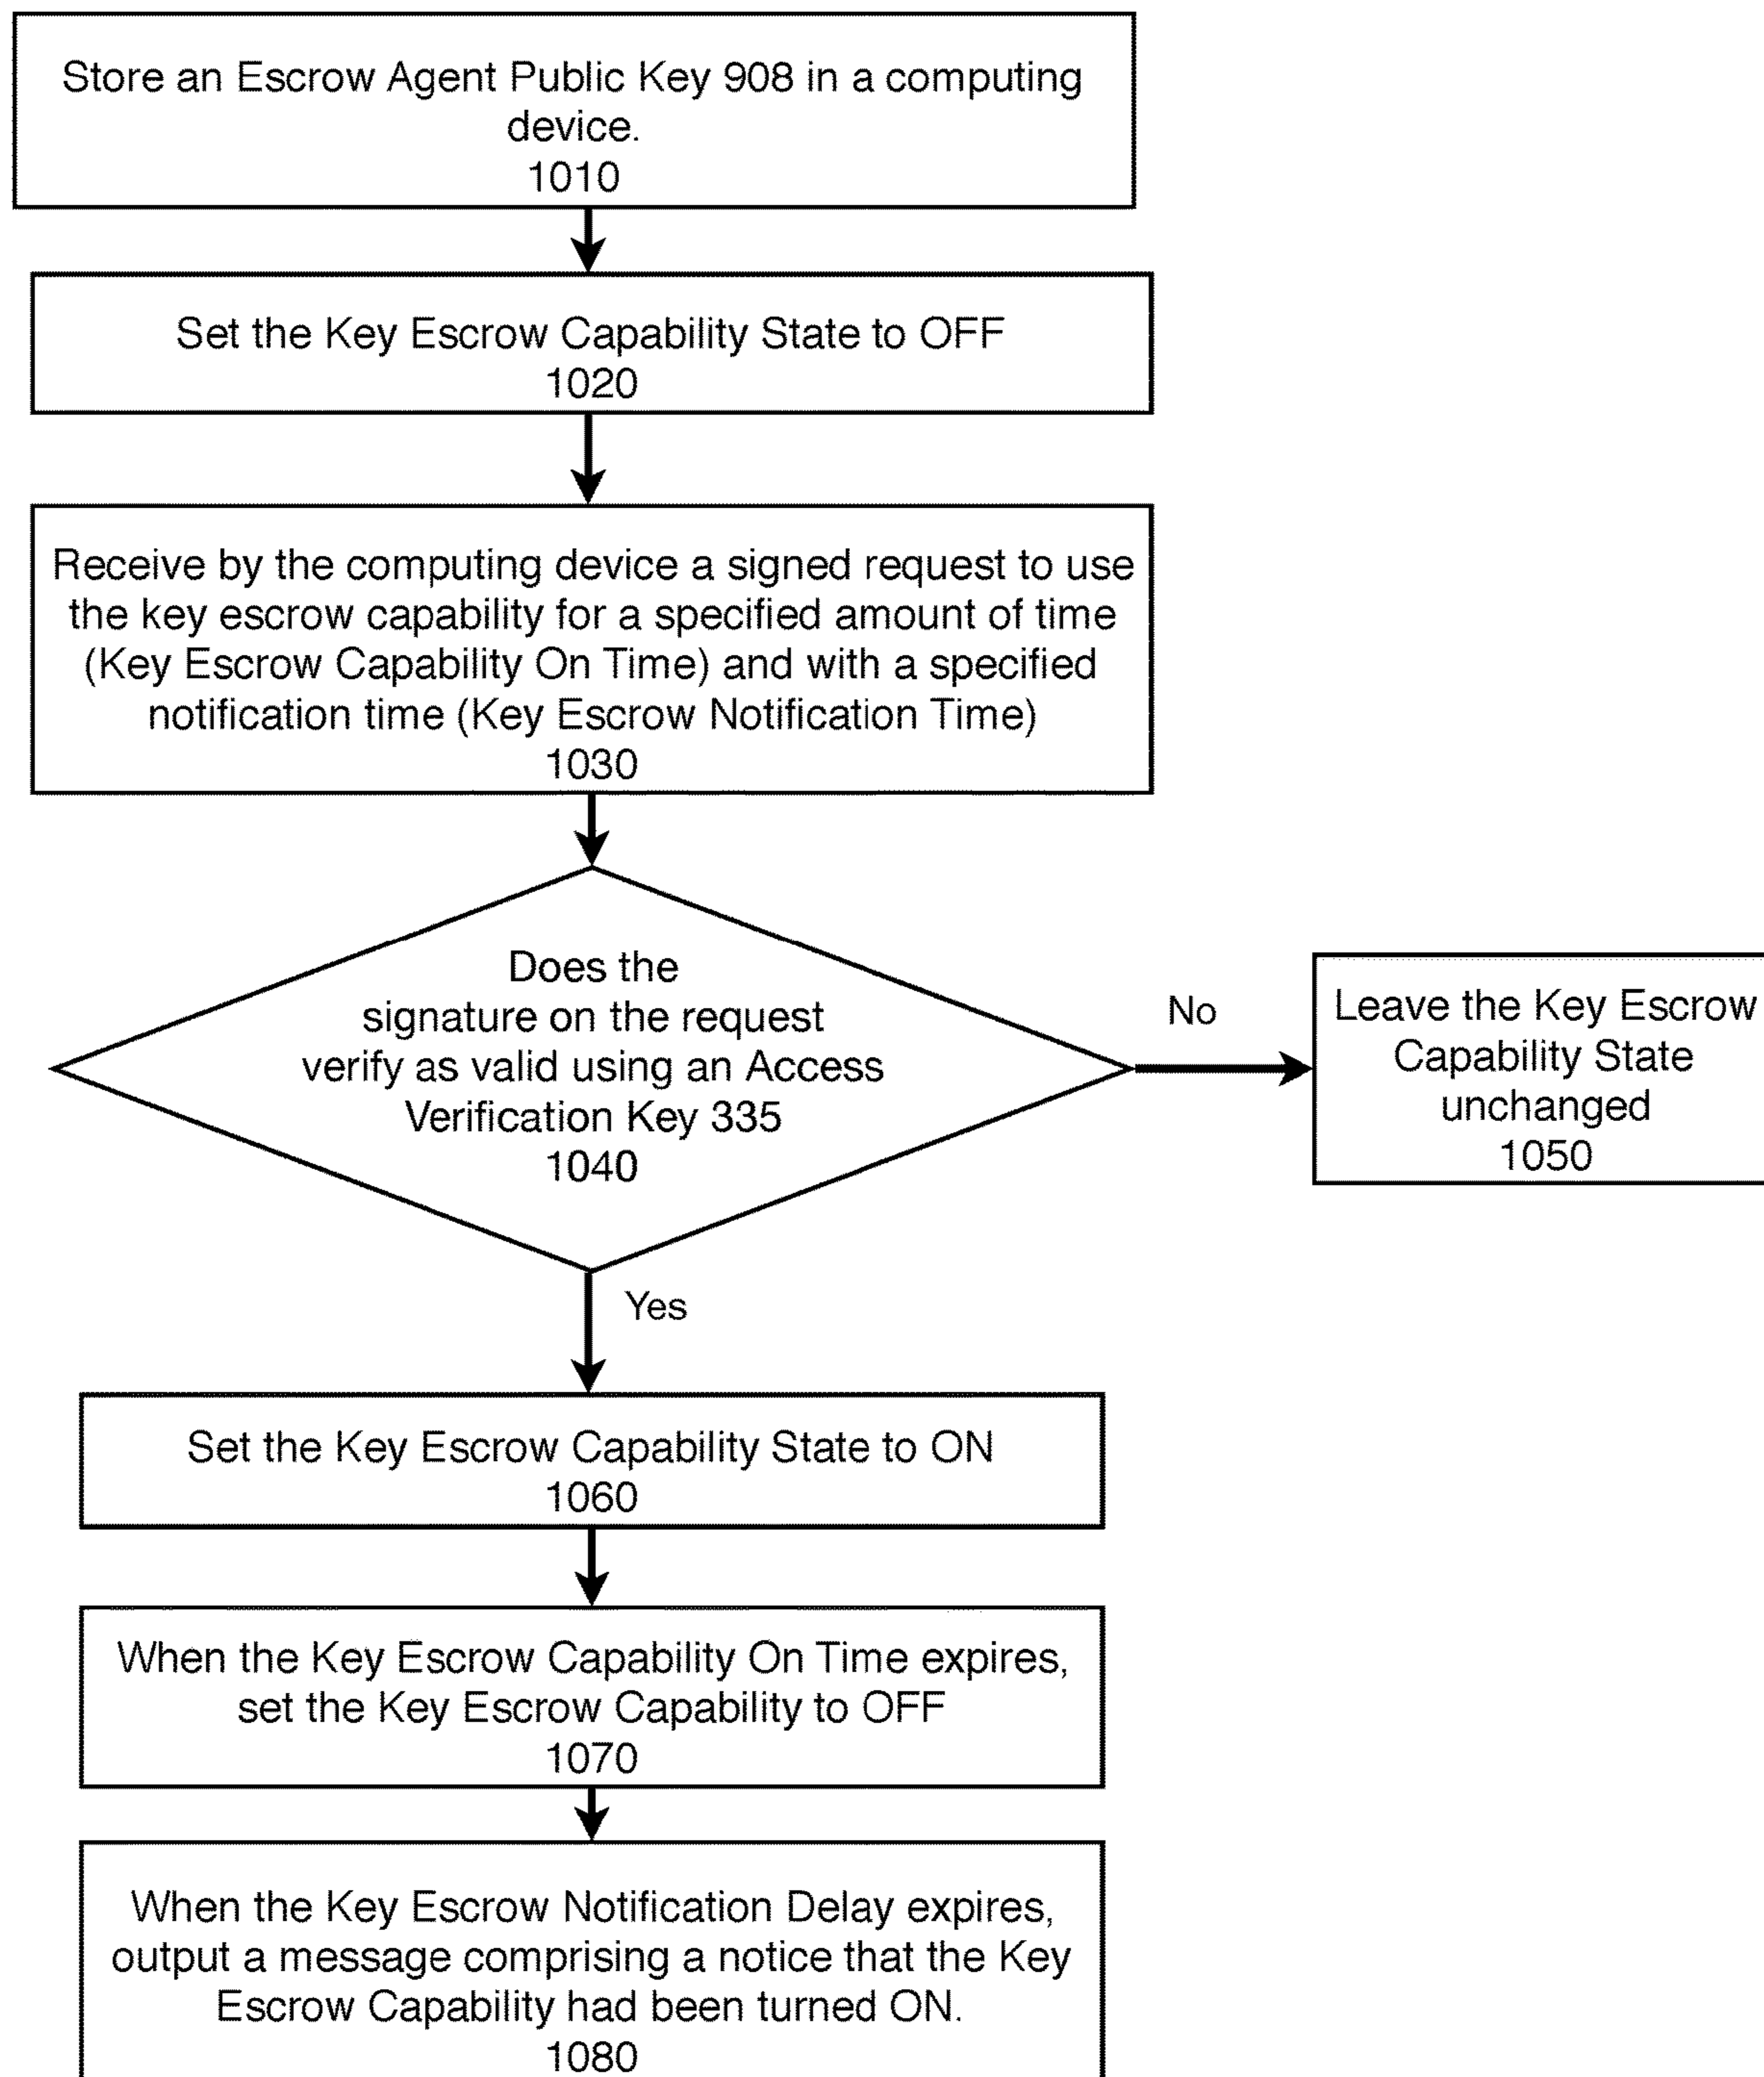 Store an Escrow Agent Public Key 908 in a computing
device.
1010
Set the Key Escrow Capability State to OFF
1020
Receive by the computing device a signed request to use
the key escrow capability for a specified amount of time
(Key Escrow Capability On Time) and with a specified
notification time (Key Escrow Notification Time)
1030
Does the
signature on the request
verify as valid using an Access
Verification Key 335
1040
No
Leave the Key Escrow
Capability State
unchanged
1050
Yes
Set the Key Escrow Capability State to ON
1060
When the Key Escrow Capability On Time expires,
set the Key Escrow Capability to OFF
1070
When the Key Escrow Notification Delay expires,
output a message comprising a notice that the Key
Escrow Capability had been turned ON.
1080